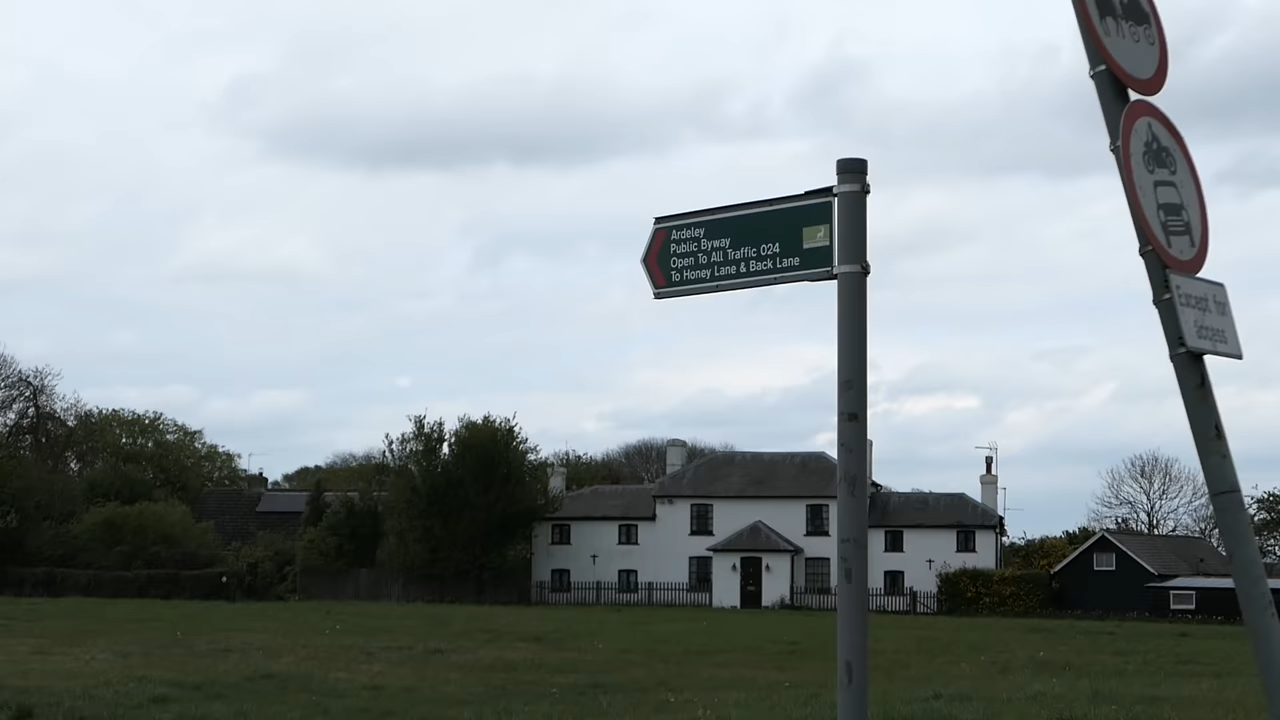 Ardeley
Public Byway
Open To All Traffic 024
To Honey Lane & Back Lane
Except for
access